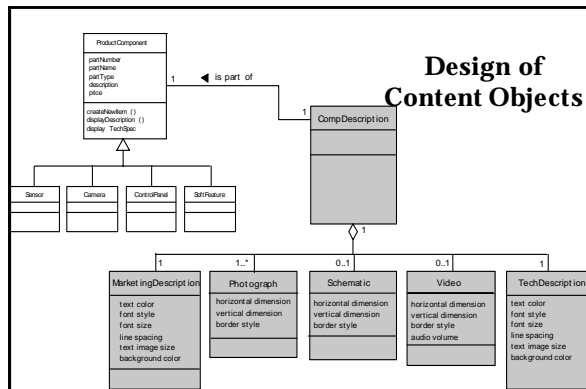 Design of
Content Objects
ProductComponent
partNumber
partName
partType
description
price
createNewItem ()
displayDescription ()
display TechSpec
1
is part of
1
CompDescription
Sensor
Camera
ControlPanel
SoftFeature
1
1
1..*
0..1
0..1
1
MarketingDescription
text color
font style
font size
line spacing
text image size
background color
Photograph
horizontal dimension
vertical dimension
border style
Schematic
horizontal dimension
vertical dimension
border style
Video
horizontal dimension
vertical dimension
border style
audio volume
TechDescription
text color
font style
font size
line spacing
text image size
background color